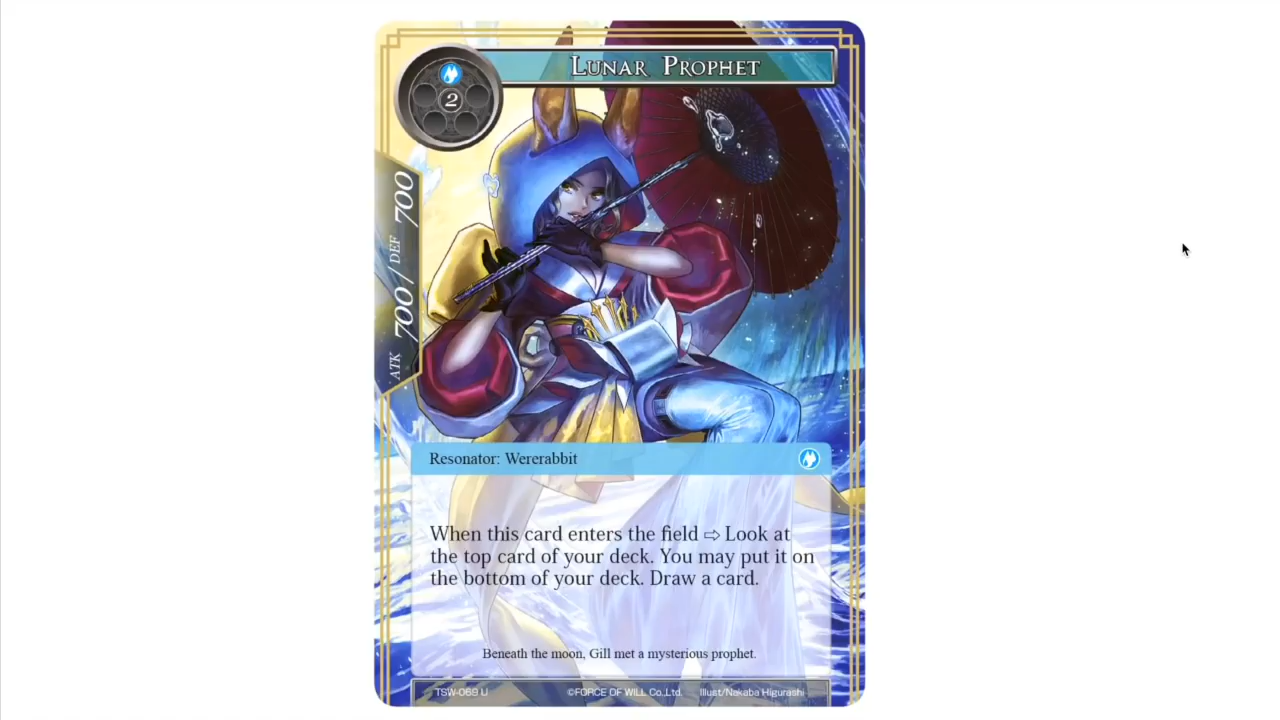 LUNAR PROPHET
2
ATK 700 / DEF 700
Resonator: Wererabbit
When this card enters the field ⇨ Look at
the top card of your deck. You may put it on
the bottom of your deck. Draw a card.
Beneath the moon, Gill met a mysterious prophet.
TSW-069 U ©FORCE OF WILL Co.,Ltd. Illust/Nakaba Higurashi